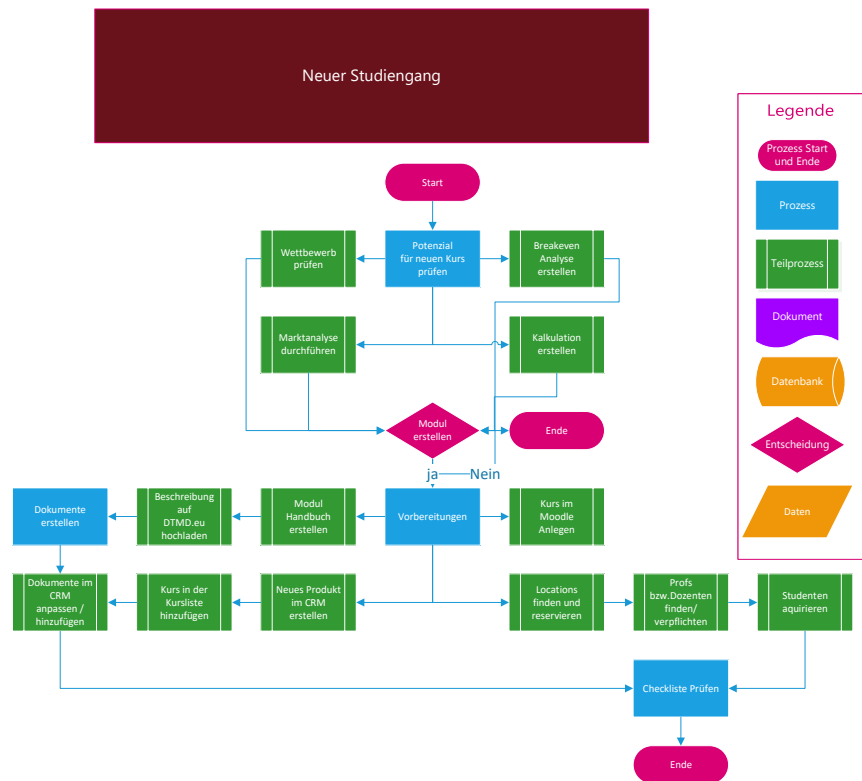 Neuer Studiengang
Legende
Prozess Start
und Ende
Prozess
Teilprozess
Dokument
Datenbank
Entscheidung
Daten
Start
Wettbewerb
prüfen
Potenzial
für neuen Kurs
prüfen
Breakeven
Analyse
erstellen
Marktanalyse
durchführen
Kalkulation
erstellen
Modul
erstellen
Ende
ja
Nein
Dokumente
erstellen
Beschreibung
auf
DTMD.eu
hochladen
Modul
Handbuch
erstellen
Vorbereitungen
Kurs im
Moodle
Anlegen
Dokumente im
CRM
anpassen /
hinzufügen
Kurs in der
Kursliste
hinzufügen
Neues Produkt
im CRM
erstellen
Locations
finden und
reservieren
Profs
bzw.Dozenten
finden/
verpflichten
Studenten
aquirieren
Checkliste Prüfen
Ende